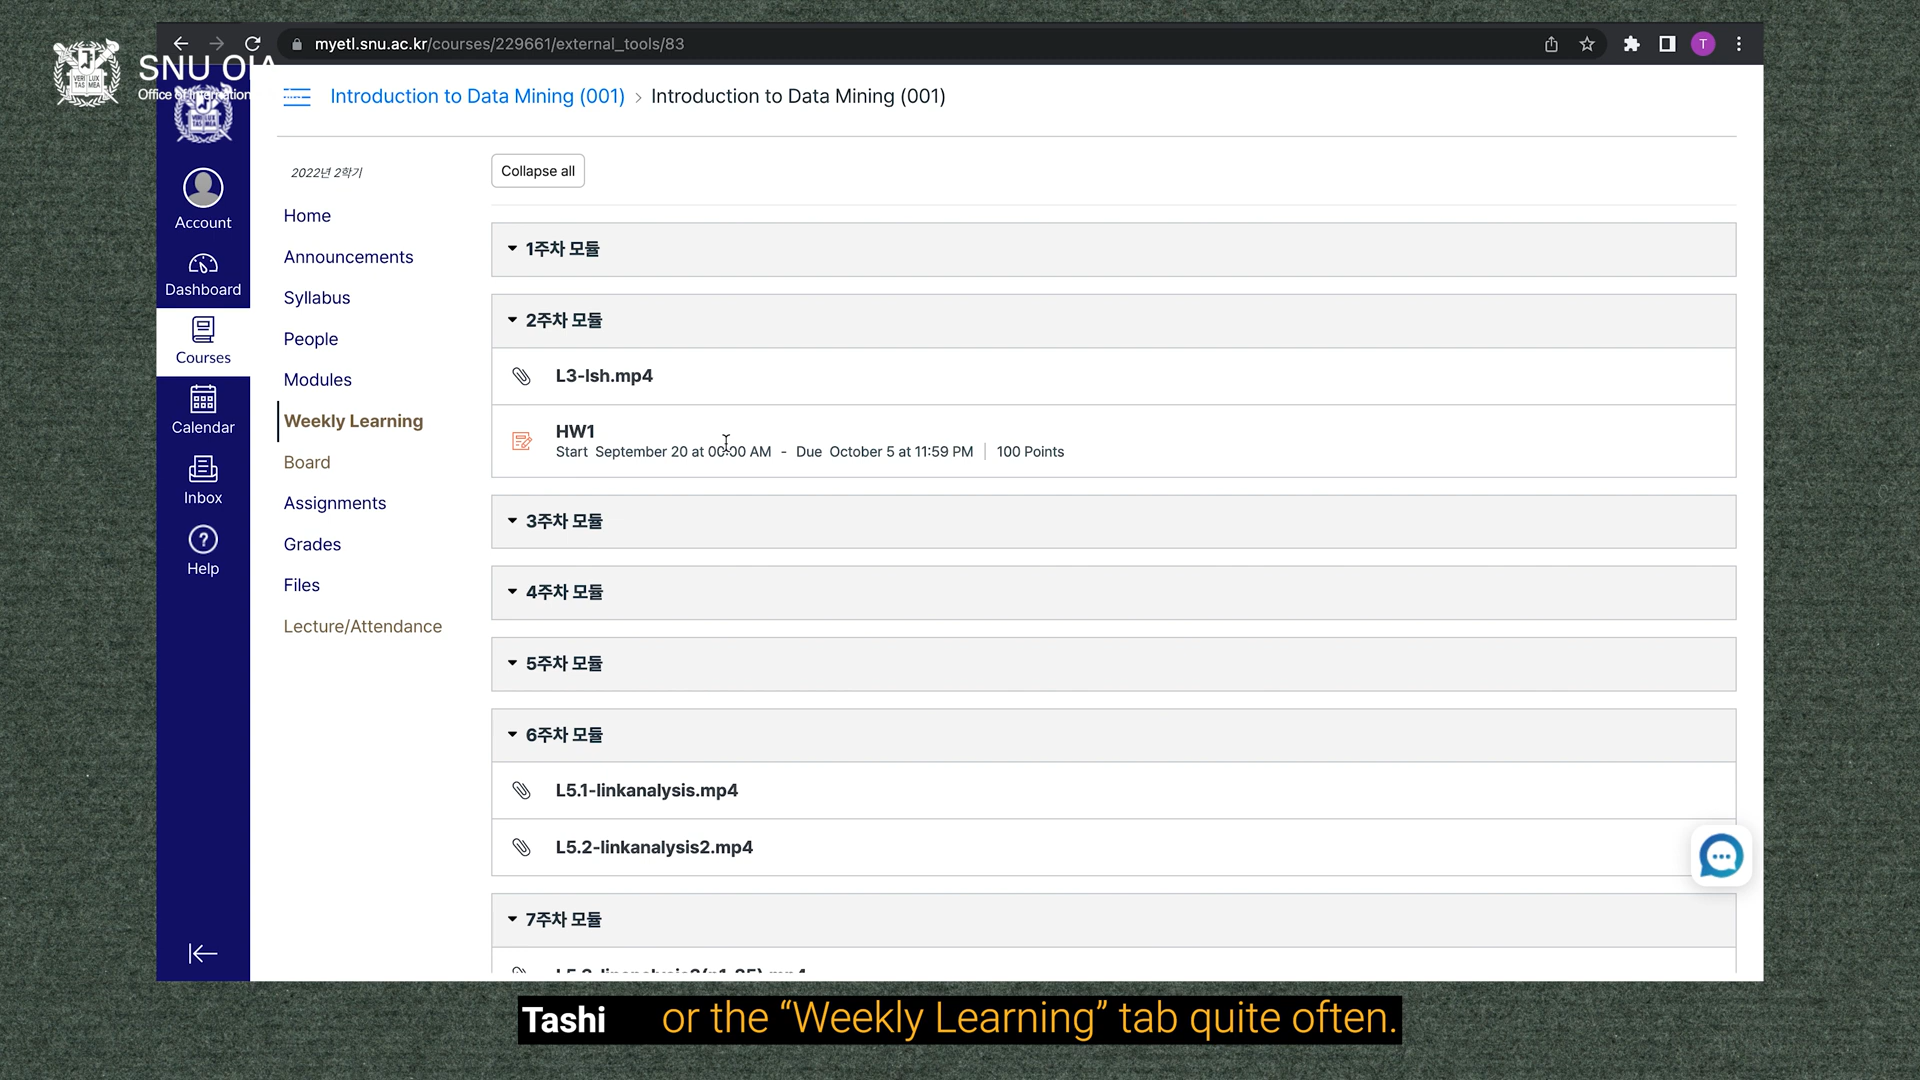 myetl.snu.ac.kr/courses/229661/external_tools/83
T
SNU OIA
Office of Internation
VERI LUX TAS MEA
Introduction to Data Mining (001) > Introduction to Data Mining (001)
Account
Dashboard
Courses
Calendar
Inbox
Help
2022년 2학기
Home
Announcements
Syllabus
People
Modules
Weekly Learning
Board
Assignments
Grades
Files
Lecture/Attendance
Collapse all
1주차 모듈
2주차 모듈
L3-lsh.mp4
HW1
Start September 20 at 00:00 AM - Due October 5 at 11:59 PM | 100 Points
3주차 모듈
4주차 모듈
5주차 모듈
6주차 모듈
L5.1-linkanalysis.mp4
L5.2-linkanalysis2.mp4
7주차 모듈
Tashi or the “Weekly Learning” tab quite often.